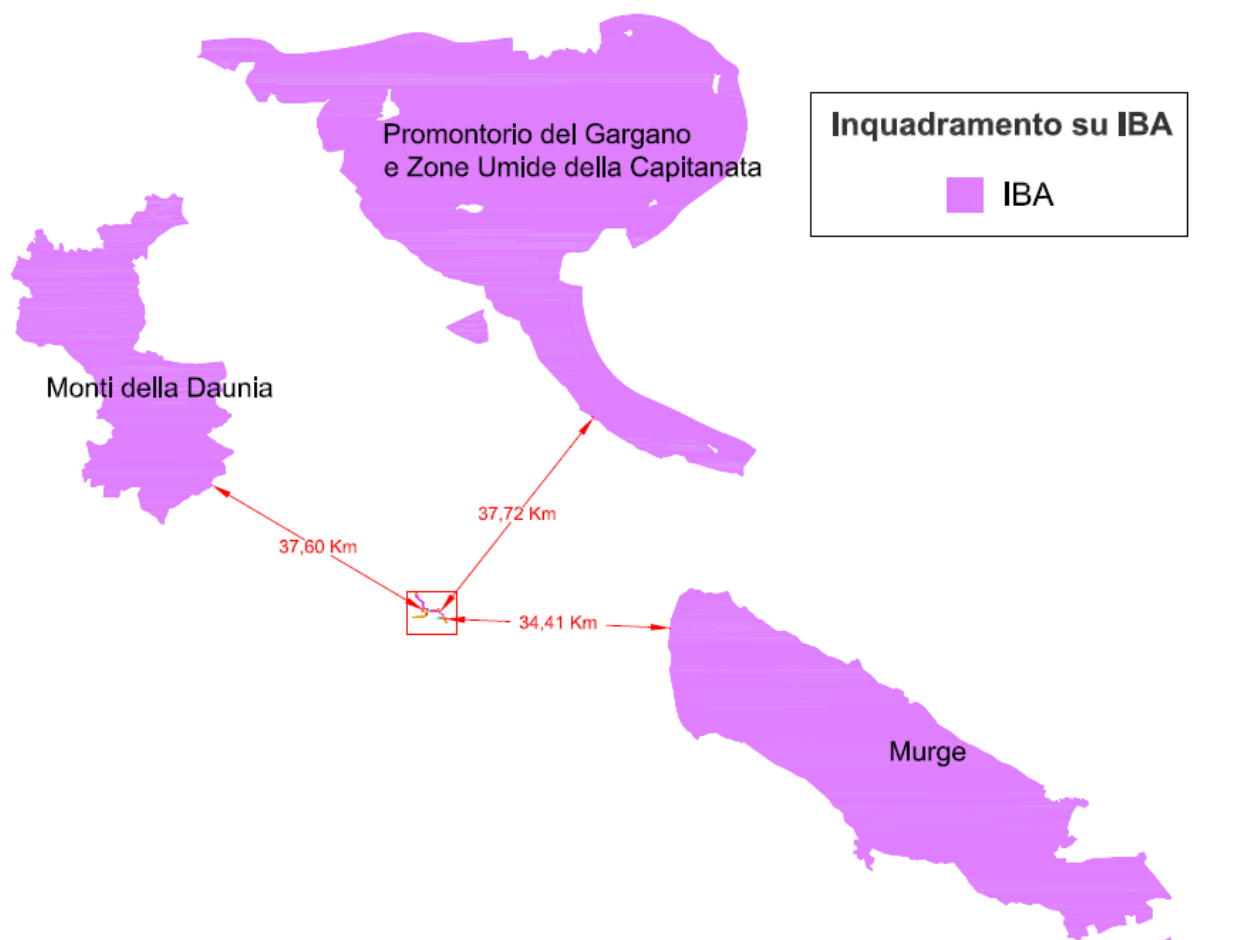 Promontorio del Gargano
e Zone Umide della Capitanata
Inquadramento su IBA
IBA
Monti della Daunia
37,72 Km
37,60 Km
34,41 Km
Murge